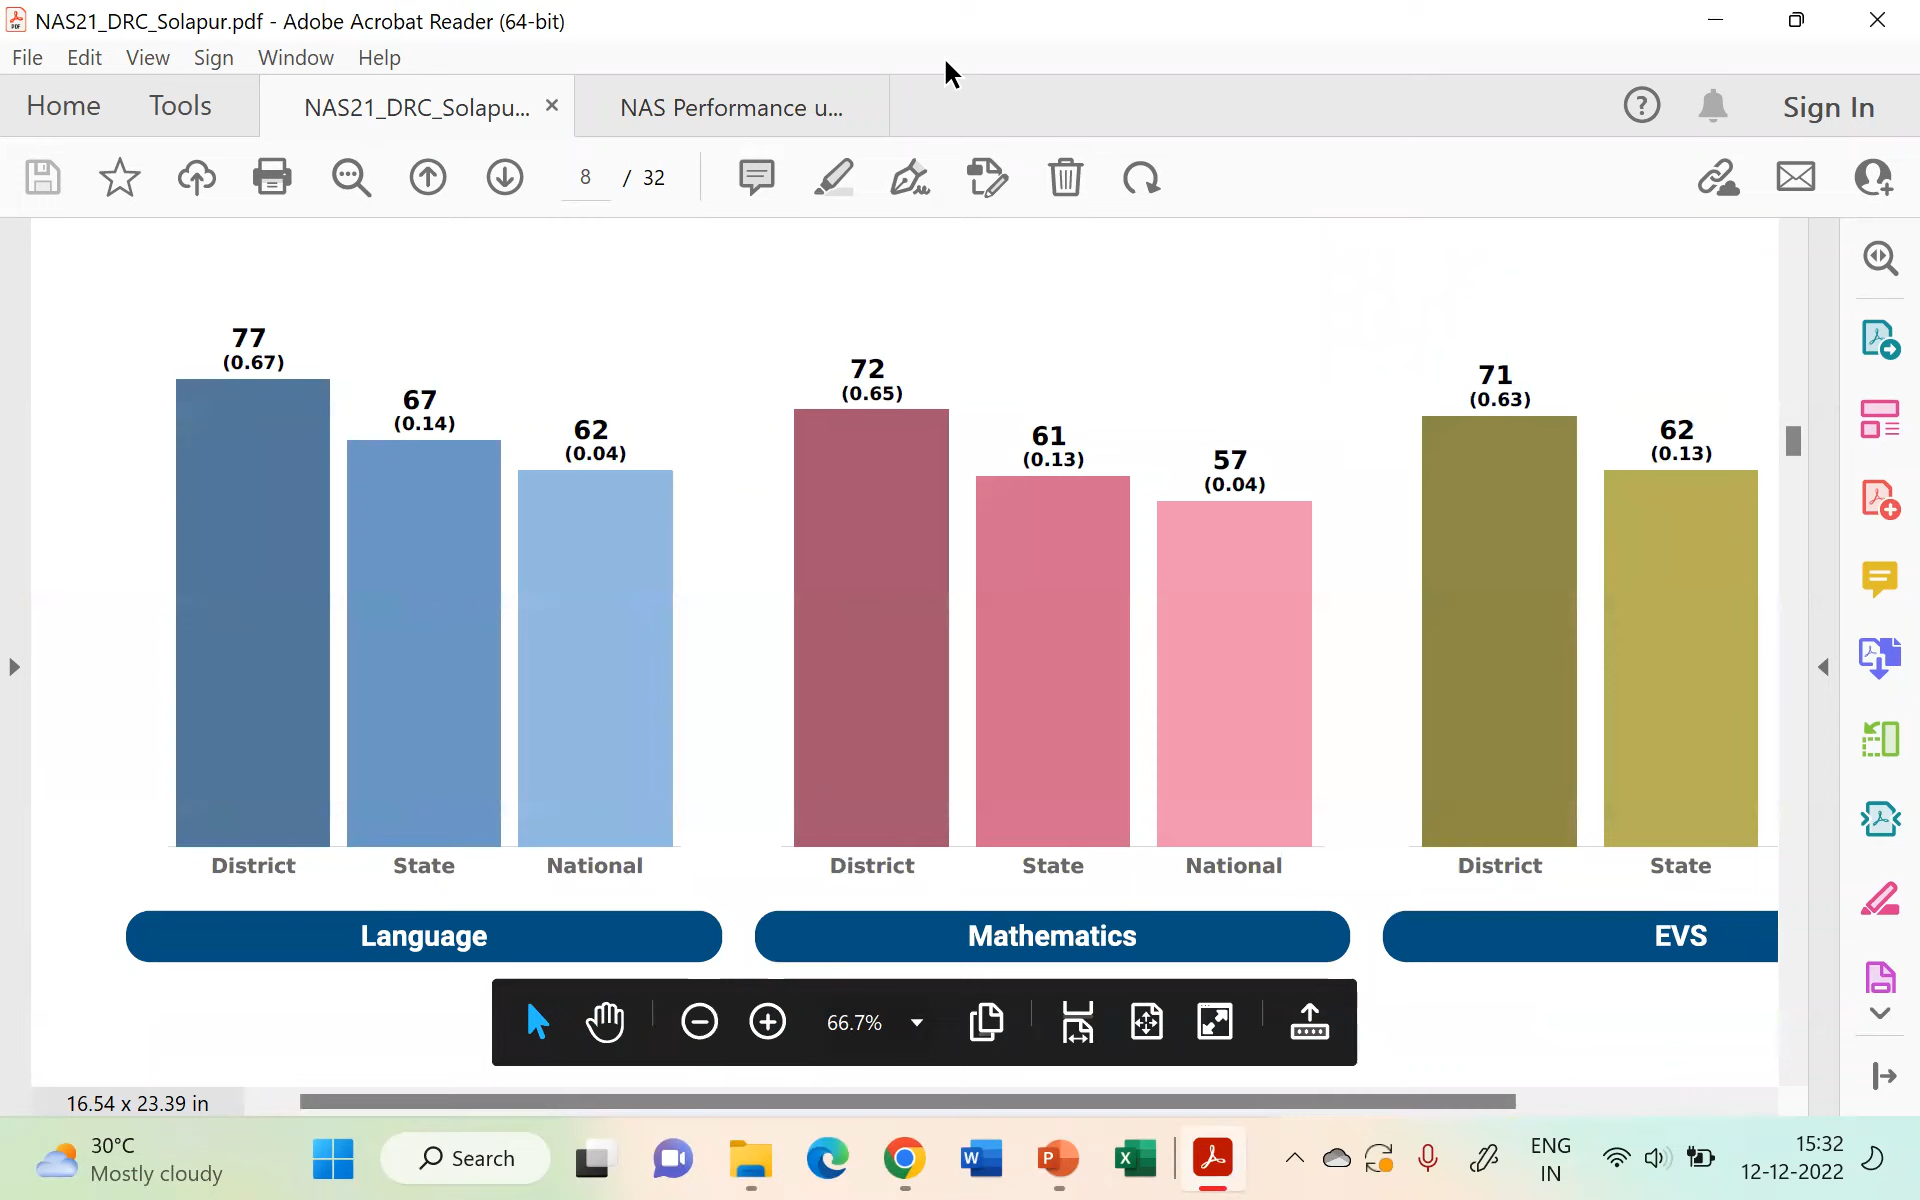 NAS21_DRC_Solapur.pdf - Adobe Acrobat Reader (64-bit)
File Edit View Sign Window Help
Home Tools NAS21_DRC_Solapu... NAS Performance u... Sign In
8 / 32
77
(0.67)
67
(0.14)
62
(0.04)
District State National
Language
72
(0.65)
61
(0.13)
57
(0.04)
District State National
Mathematics
71
(0.63)
62
(0.13)
District State
EVS
66.7%
16.54 x 23.39 in
30°C
Mostly cloudy
Search
ENG
IN
15:32
12-12-2022